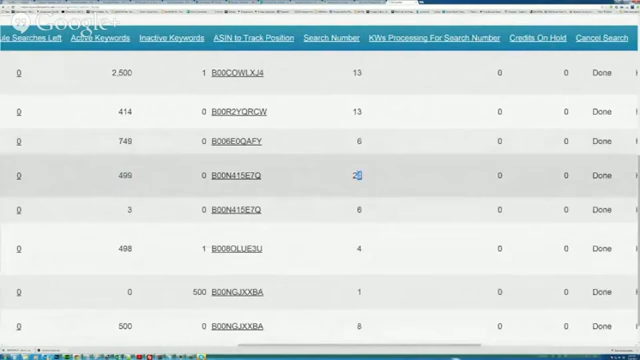 Google+
ule Searches Left Active Keywords Inactive Keywords ASIN to Track Position Search Number KWs Processing For Search Number Credits On Hold Cancel Search
0 2,500 1 B00COWLXJ4 13 0 0 Done
0 414 0 B00R2YQRCW 13 0 0 Done
0 749 0 B006E0QAFY 6 0 0 Done
0 499 0 B00N415E7Q 24 0 0 Done
0 3 0 B00N415E7Q 6 0 0 Done
0 498 1 B008OLUE3U 4 0 0 Done
0 0 500 B00NGJXXBA 1 0 0 Done
0 500 0 B00NGJXXBA 8 0 0 Done